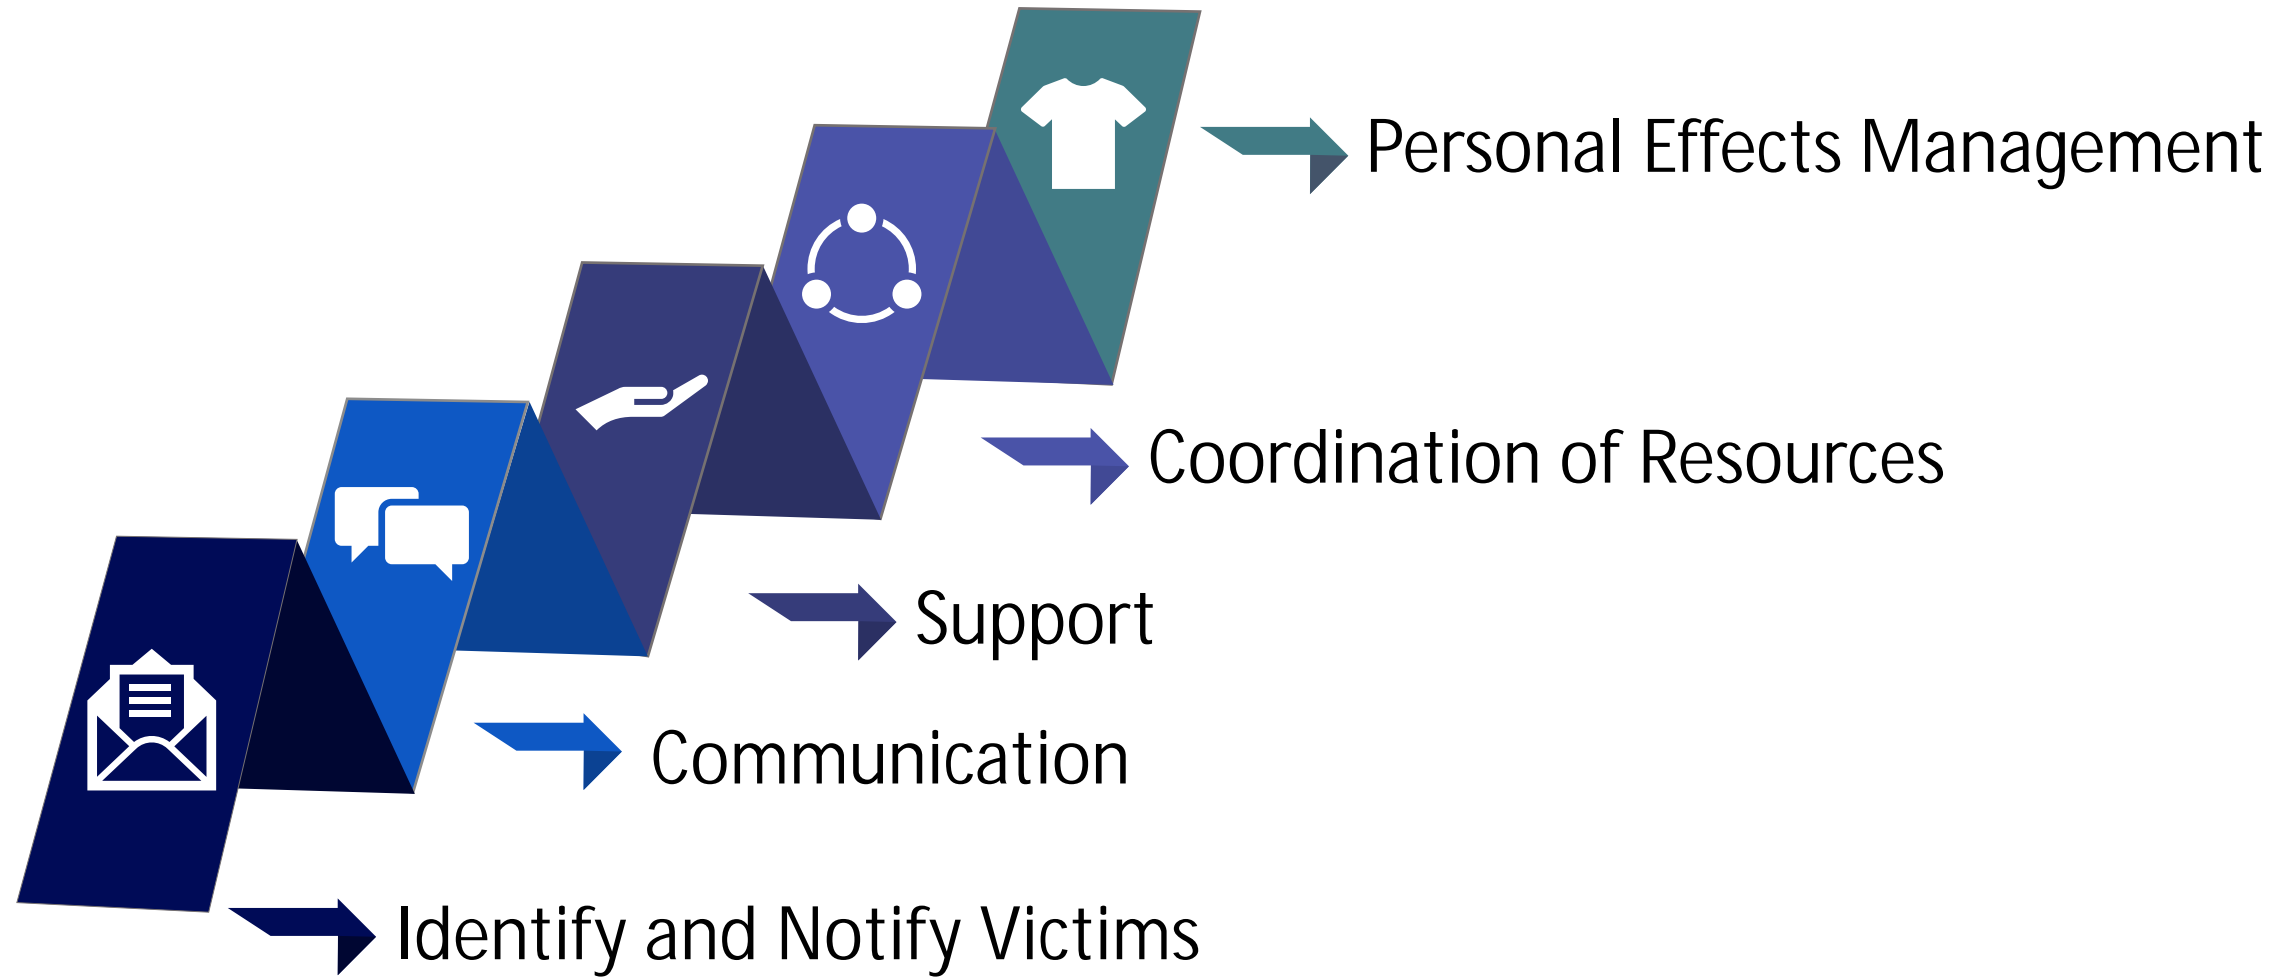 Personal Effects Management
Coordination of Resources
Support
Communication
Identify and Notify Victims